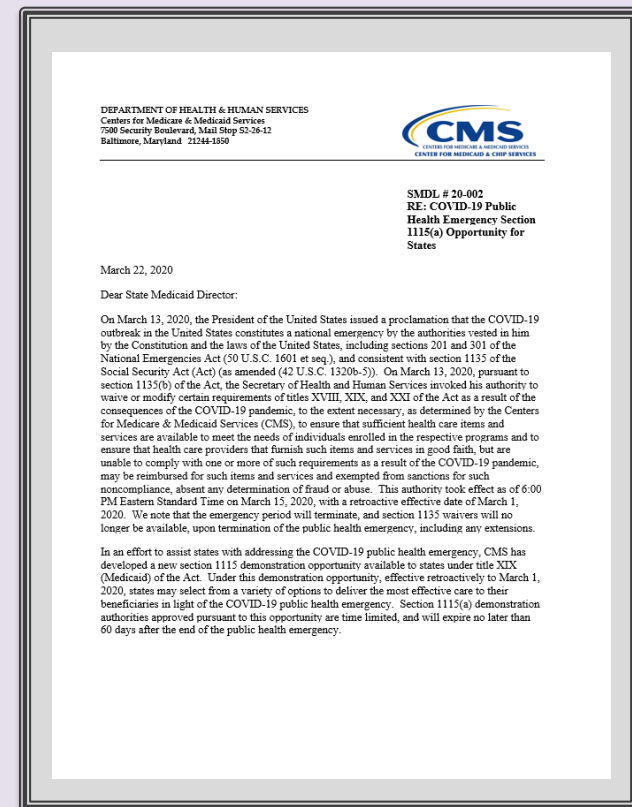 DEPARTMENT OF HEALTH & HUMAN SERVICES
Centers for Medicare & Medicaid Services
7500 Security Boulevard, Mail Stop S2-26-12
Baltimore, Maryland 21244-1850
CMS
CENTERS FOR MEDICARE & MEDICAID SERVICES
CENTER FOR MEDICAID & CHIP SERVICES
SMDL # 20-002
RE: COVID-19 Public
Health Emergency Section
1115(a) Opportunity for
States
March 22, 2020
Dear State Medicaid Director:
On March 13, 2020, the President of the United States issued a proclamation that the COVID-19
outbreak in the United States constitutes a national emergency by the authorities vested in him
by the Constitution and the laws of the United States, including sections 201 and 301 of the
National Emergencies Act (50 U.S.C. 1601 et seq.), and consistent with section 1135 of the
Social Security Act (Act) (as amended (42 U.S.C. 1320b-5)). On March 13, 2020, pursuant to
section 1135(b) of the Act, the Secretary of Health and Human Services invoked his authority to
waive or modify certain requirements of titles XVIII, XIX, and XXI of the Act as a result of the
consequences of the COVID-19 pandemic, to the extent necessary, as determined by the Centers
for Medicare & Medicaid Services (CMS), to ensure that sufficient health care items and
services are available to meet the needs of individuals enrolled in the respective programs and to
ensure that health care providers that furnish such items and services in good faith, but are
unable to comply with one or more of such requirements as a result of the COVID-19 pandemic,
may be reimbursed for such items and services and exempted from sanctions for such
noncompliance, absent any determination of fraud or abuse. This authority took effect as of 6:00
PM Eastern Standard Time on March 15, 2020, with a retroactive effective date of March 1,
2020. We note that the emergency period will terminate, and section 1135 waivers will no
longer be available, upon termination of the public health emergency, including any extensions.
In an effort to assist states with addressing the COVID-19 public health emergency, CMS has
developed a new section 1115 demonstration opportunity available to states under title XIX
(Medicaid) of the Act. Under this demonstration opportunity, effective retroactively to March 1,
2020, states may select from a variety of options to deliver the most effective care to their
beneficiaries in light of the COVID-19 public health emergency. Section 1115(a) demonstration
authorities approved pursuant to this opportunity are time limited, and will expire no later than
60 days after the end of the public health emergency.